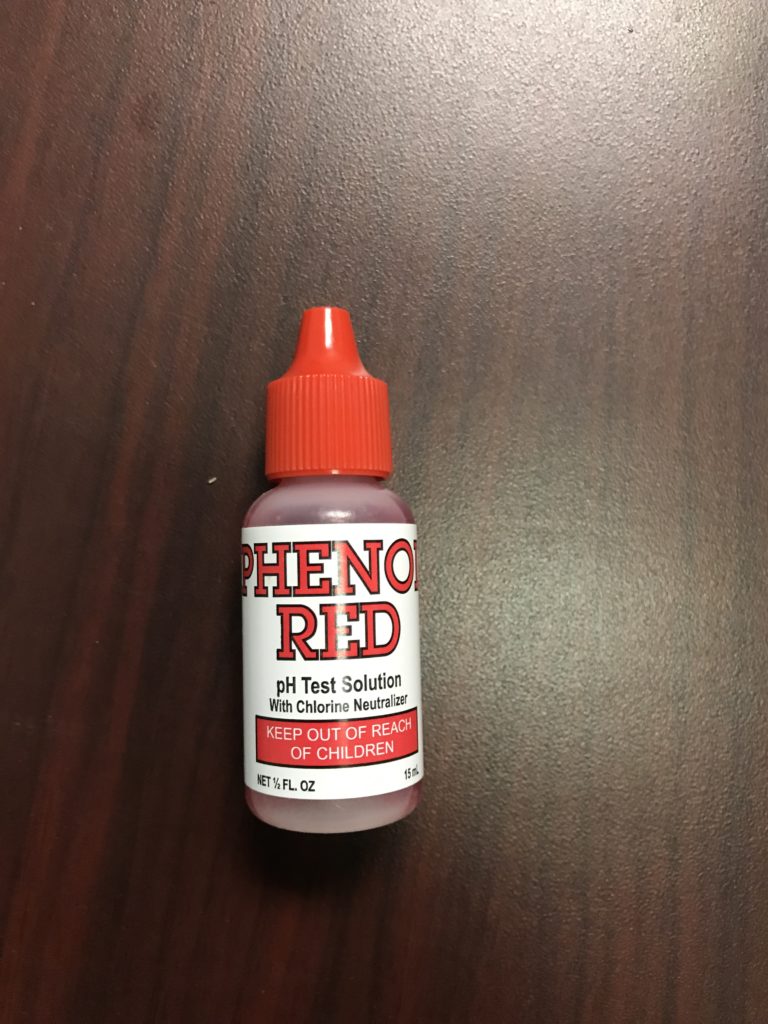 PHENOL
RED
pH Test Solution
With Chlorine Neutralizer
KEEP OUT OF REACH
OF CHILDREN
NET ½ FL. OZ 15 mL